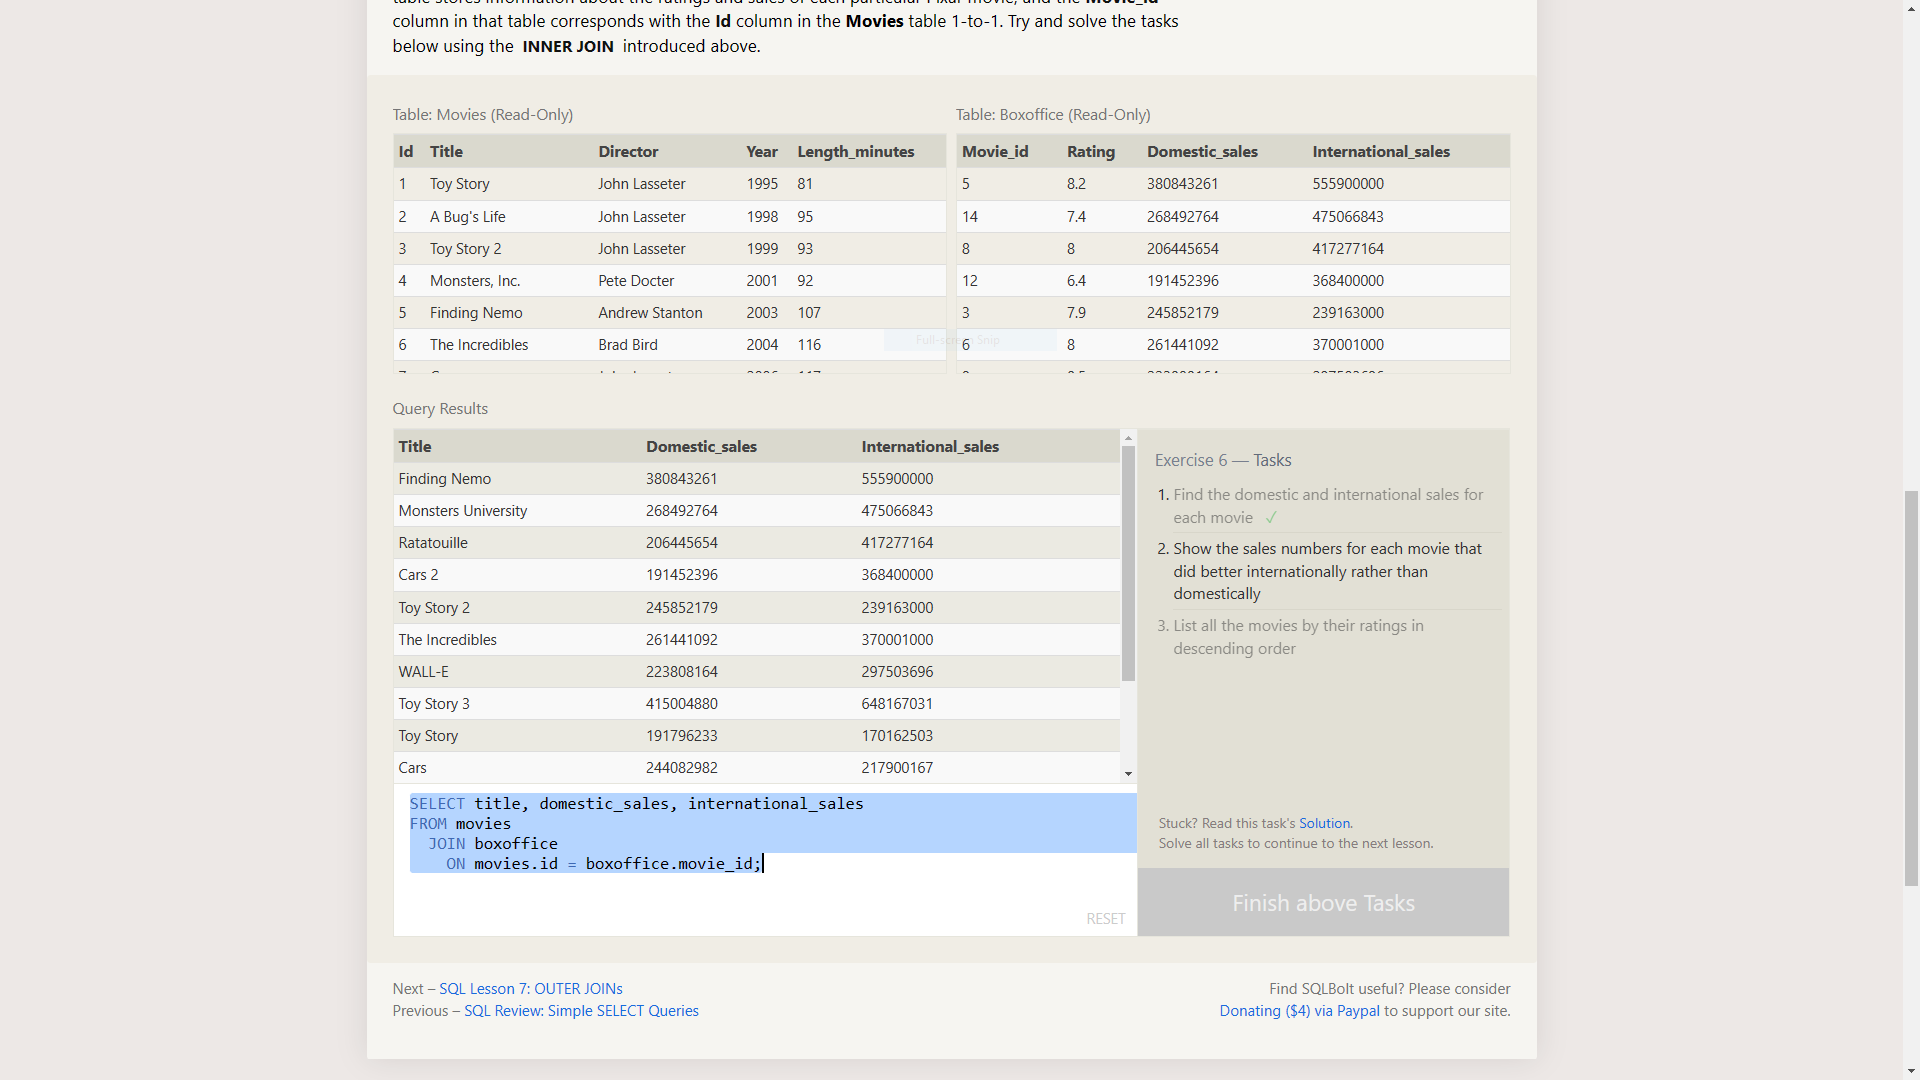 column in that table corresponds with the Id column in the Movies table 1-to-1. Try and solve the tasks
below using the INNER JOIN introduced above.
Table: Movies (Read-Only)
Id Title Director Year Length_minutes
1 Toy Story John Lasseter 1995 81
2 A Bug's Life John Lasseter 1998 95
3 Toy Story 2 John Lasseter 1999 93
4 Monsters, Inc. Pete Docter 2001 92
5 Finding Nemo Andrew Stanton 2003 107
6 The Incredibles Brad Bird 2004 116
Table: Boxoffice (Read-Only)
Movie_id Rating Domestic_sales International_sales
5 8.2 380843261 555900000
14 7.4 268492764 475066843
8 8 206445654 417277164
12 6.4 191452396 368400000
3 7.9 245852179 239163000
6 8 261441092 370001000
Full-screen Snip
Query Results
Title Domestic_sales International_sales
Finding Nemo 380843261 555900000
Monsters University 268492764 475066843
Ratatouille 206445654 417277164
Cars 2 191452396 368400000
Toy Story 2 245852179 239163000
The Incredibles 261441092 370001000
WALL-E 223808164 297503696
Toy Story 3 415004880 648167031
Toy Story 191796233 170162503
Cars 244082982 217900167
SELECT title, domestic_sales, international_sales
FROM movies
JOIN boxoffice
ON movies.id = boxoffice.movie_id;
RESET
Exercise 6 — Tasks
1. Find the domestic and international sales for
each movie ✓
2. Show the sales numbers for each movie that
did better internationally rather than
domestically
3. List all the movies by their ratings in
descending order
Stuck? Read this task's Solution.
Solve all tasks to continue to the next lesson.
Finish above Tasks
Next – SQL Lesson 7: OUTER JOINs
Previous – SQL Review: Simple SELECT Queries
Find SQLBolt useful? Please consider
Donating ($4) via Paypal to support our site.